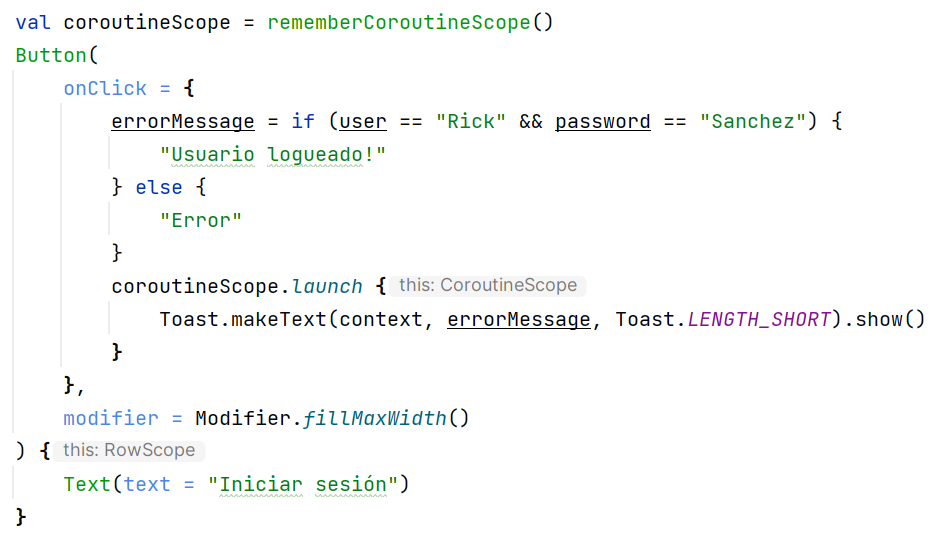 val coroutineScope = rememberCoroutineScope()
Button(
    onClick = {
        errorMessage = if (user == "Rick" && password == "Sanchez") {
            "Usuario logueado!"
        } else {
            "Error"
        }
        coroutineScope.launch { this: CoroutineScope
            Toast.makeText(context, errorMessage, Toast.LENGTH_SHORT).show()
        }
    },
    modifier = Modifier.fillMaxWidth()
) { this: RowScope
    Text(text = "Iniciar sesión")
}